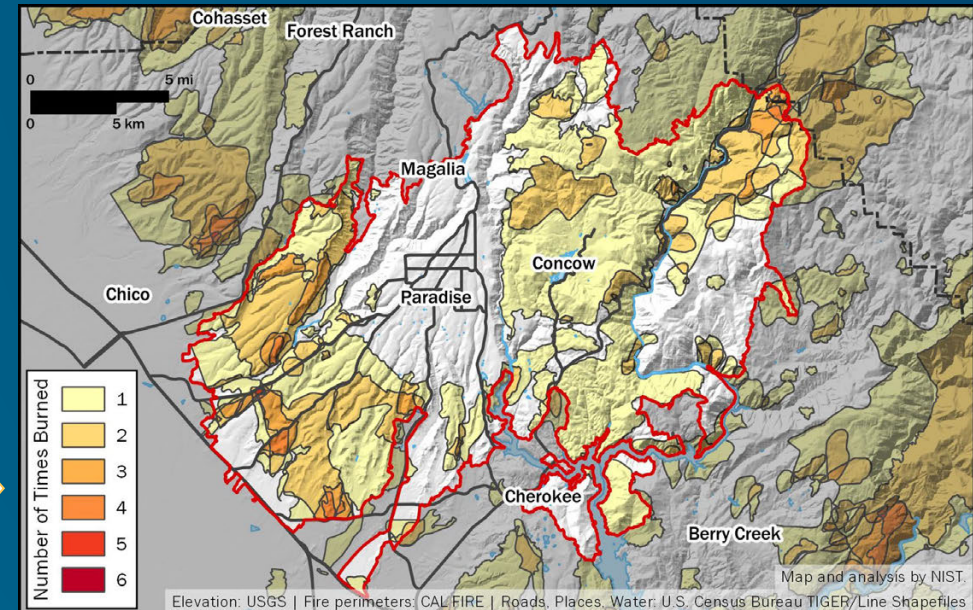 Cohasset
Forest Ranch
0 5 mi
0 5 km
Magalia
Concow
Chico
Paradise
Number of Times Burned
1
2
3
4
5
6
Cherokee
Berry Creek
Map and analysis by NIST.
Elevation: USGS | Fire perimeters: CAL FIRE | Roads, Places, Water: U.S. Census Bureau TIGER/Line Shapefiles